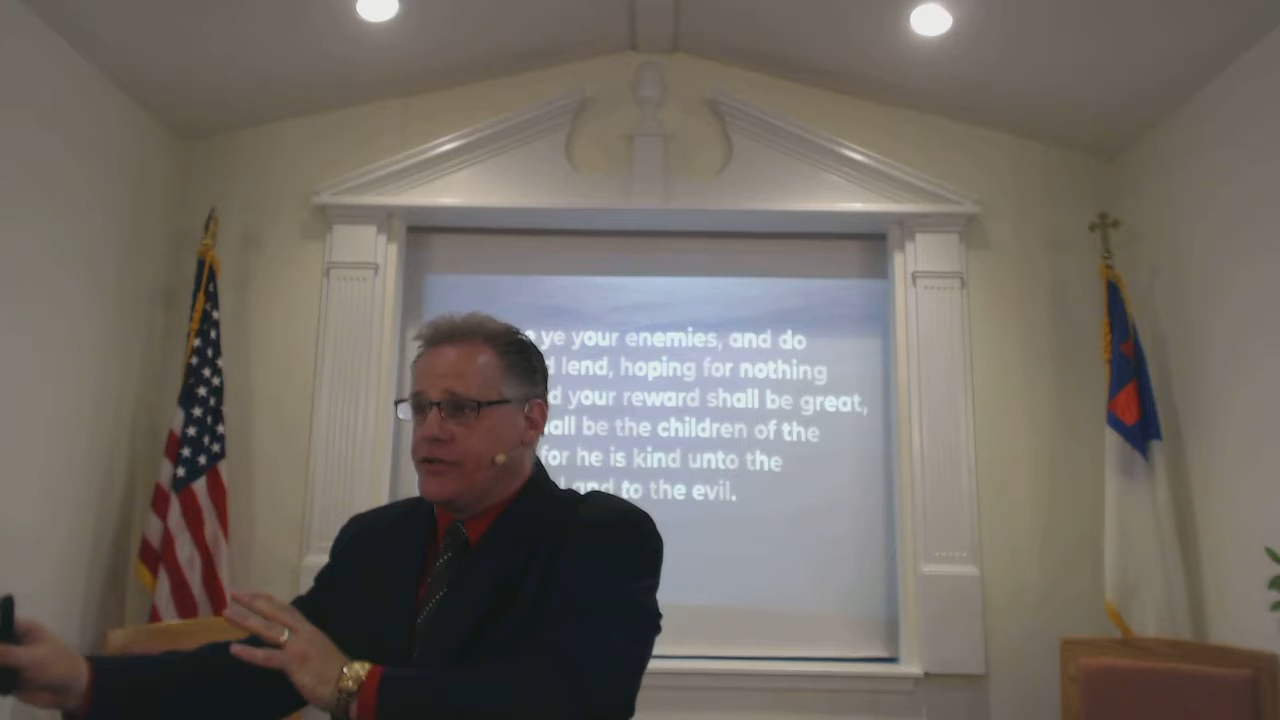 ye your enemies, and do
lend, hoping for nothing
your reward shall be great,
be the children of the
for he is kind unto the
and to the evil.